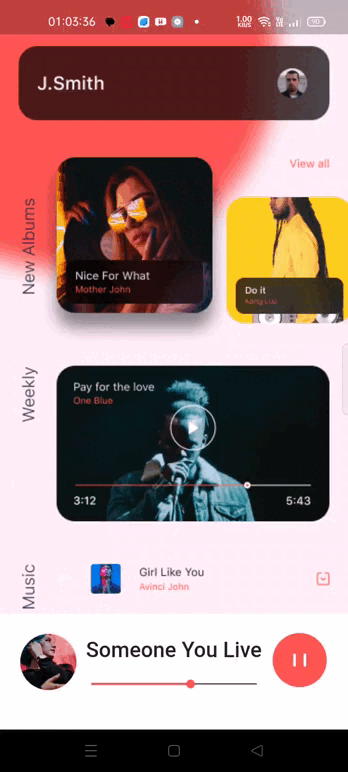 01:03:36
1.00
KB/S
90
J.Smith
View all
New Albums
Nice For What
Mother John
Do it
Kang Luu
Weekly
Pay for the love
One Blue
3:12
5:43
Music
Girl Like You
Avinci John
Someone You Live